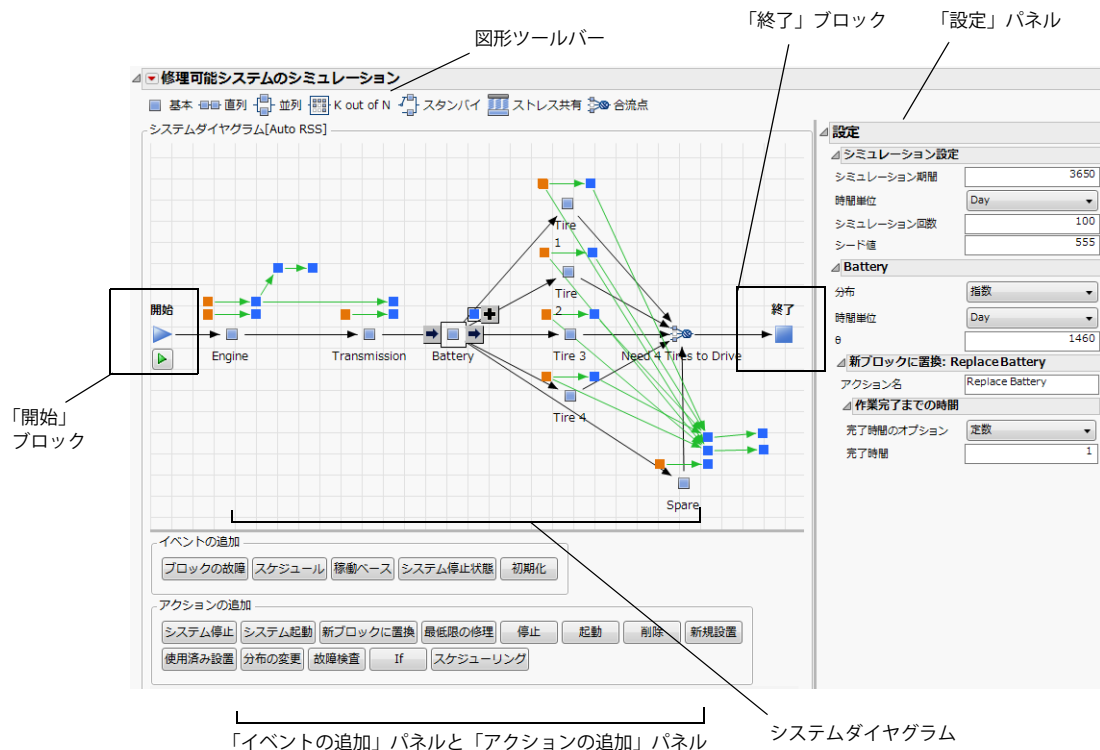 「終了」ブロック
「設定」パネル
図形ツールバー
修理可能システムのシミュレーション
基本 直列 並列 K out of N スタンバイ ストレス共有 合流点
システムダイヤグラム[Auto RSS]
開始
Engine
Transmission
Battery
Tire
1
Tire
2
Tire 3
Tire 4
Need 4 Tires to Drive
Spare
終了
設定
シミュレーション設定
シミュレーション期間 3650
時間単位 Day
シミュレーション回数 100
シード値 555
Battery
分布 指数
時間単位 Day
θ 1460
新ブロックに置換: Replace Battery
アクション名 Replace Battery
作業完了までの時間
完了時間のオプション 定数
完了時間 1
「開始」
ブロック
イベントの追加
ブロックの故障 スケジュール 稼働ベース システム停止状態 初期化
アクションの追加
システム停止 システム起動 新ブロックに置換 最低限の修理 停止 起動 削除 新規設置
使用済み設置 分布の変更 故障検査 If スケジューリング
「イベントの追加」パネルと「アクションの追加」パネル
システムダイヤグラム